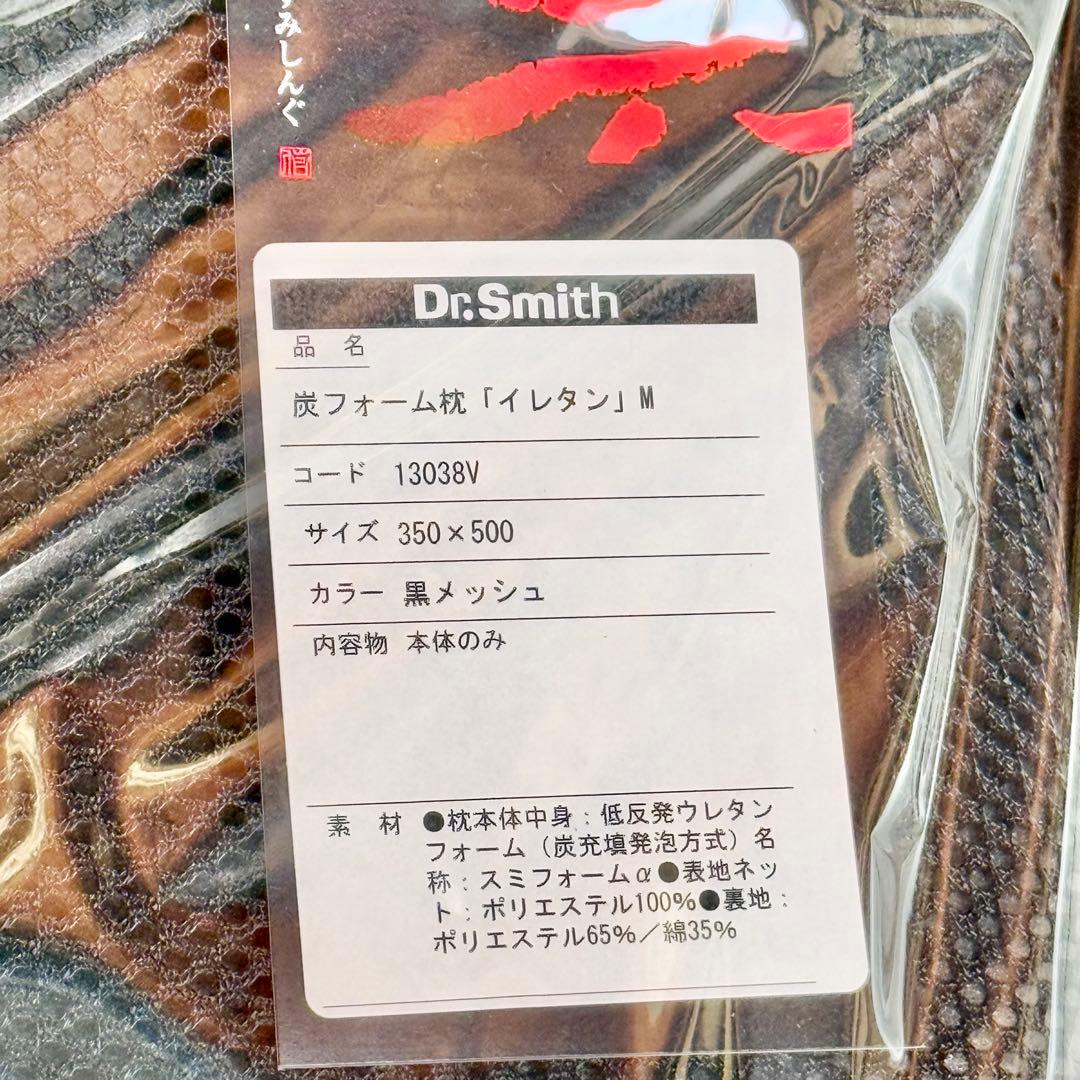 みしんぐ
Dr.Smith
品 名
炭フォーム枕「イレタン」M
コード 13038V
サイズ 350×500
カラー 黒メッシュ
内容物 本体のみ
素 材 ●枕本体中身:低反発ウレタン
フォーム(炭充填発泡方式)名
称:スミフォームα●表地ネッ
ト:ポリエステル100%●裏地:
ポリエステル65%/綿35%